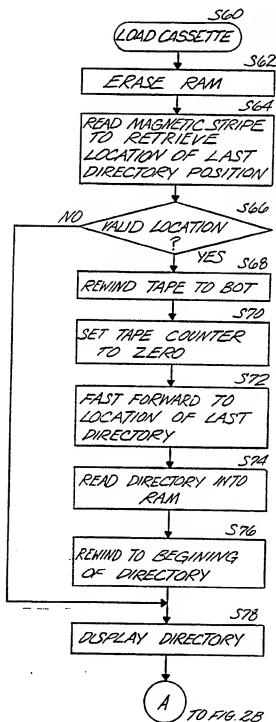 S60
LOAD CASSETTE
S62
ERASE RAM
S64
READ MAGNETIC STRIPE
TO RETRIEVE
LOCATION OF LAST
DIRECTORY POSITION
S66
NO
VALID LOCATION
?
YES
S68
REWIND TAPE TO BOT
S70
SET TAPE COUNTER
TO ZERO
S72
FAST FORWARD TO
LOCATION OF LAST
DIRECTORY
S74
READ DIRECTORY INTO
RAM
S76
REWIND TO BEGINING
OF DIRECTORY
S78
DISPLAY DIRECTORY
A
TO FIG. 2B